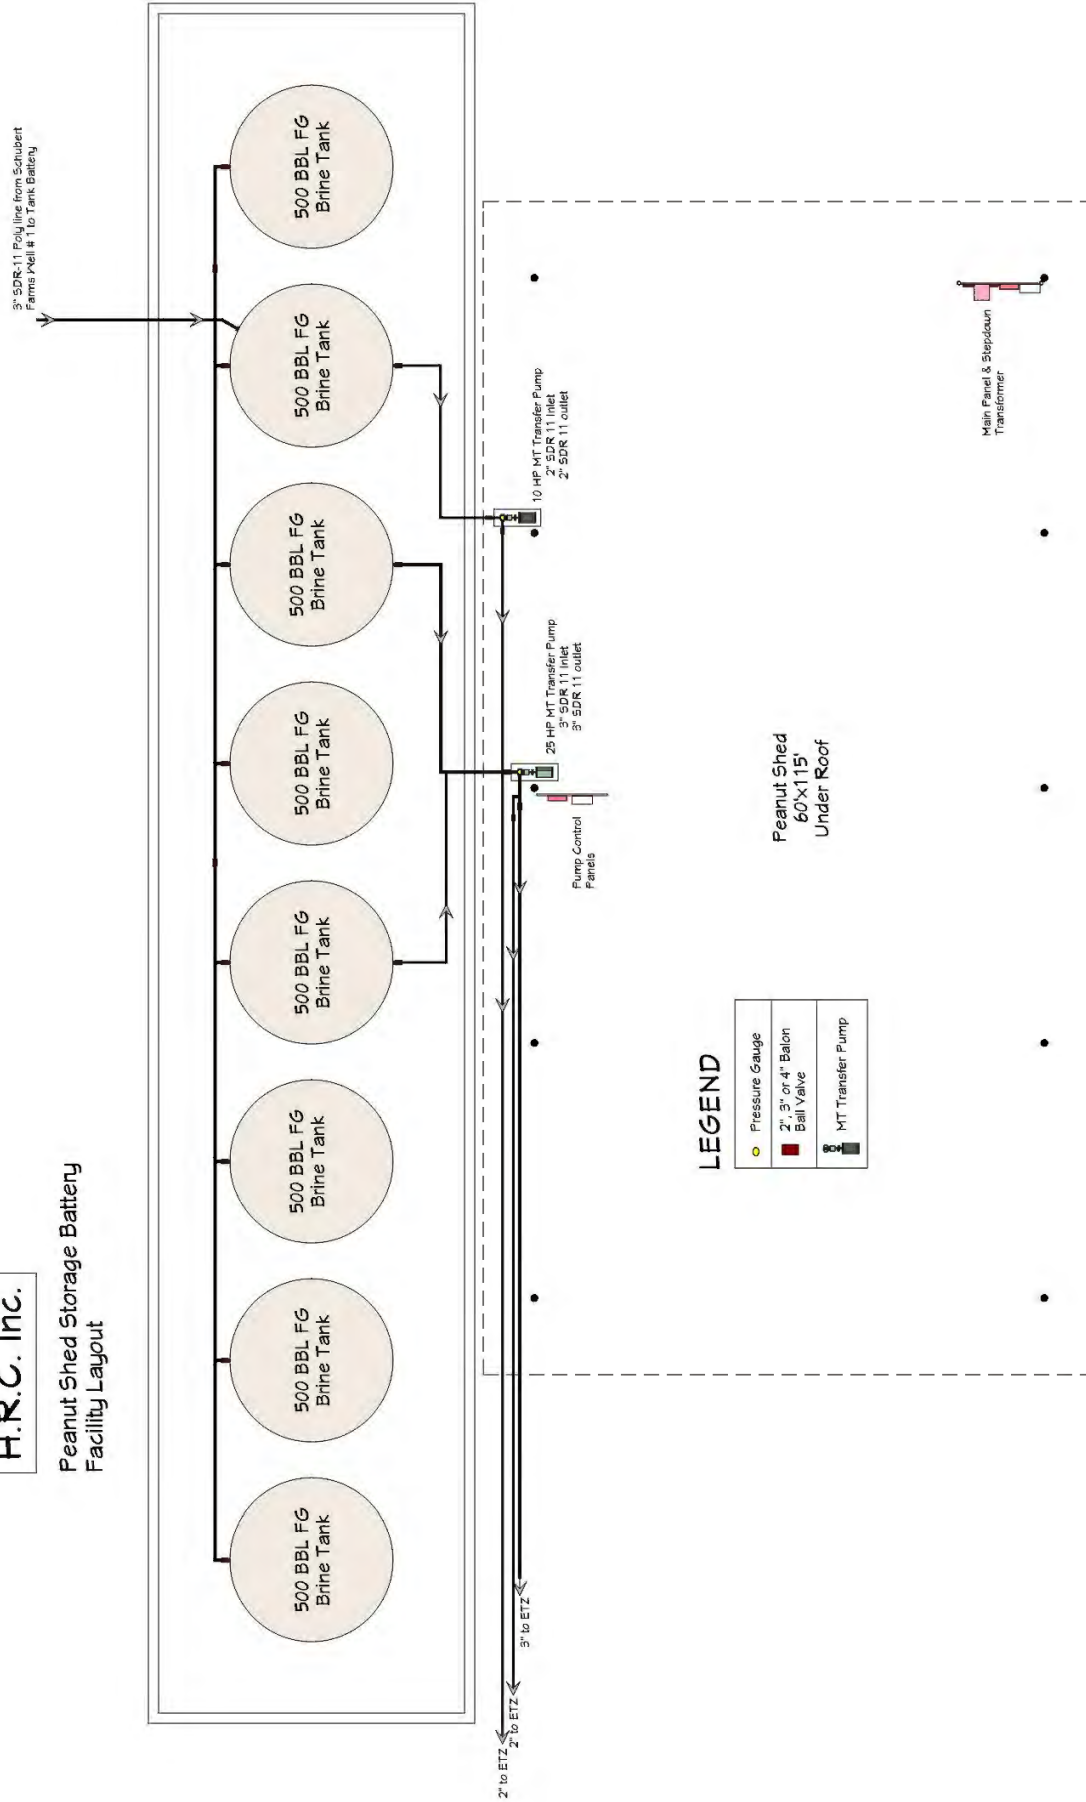 H.R.C. Inc.
Peanut Shed Storage Battery
Facility Layout
3" SDR-11 Poly line from Schubert
Farms Well # 1 to Tank Battery
500 BBL FG
Brine Tank
500 BBL FG
Brine Tank
500 BBL FG
Brine Tank
500 BBL FG
Brine Tank
500 BBL FG
Brine Tank
500 BBL FG
Brine Tank
500 BBL FG
Brine Tank
500 BBL FG
Brine Tank
2" to ETZ
2" to ETZ
3" to ETZ
25 HP MT Transfer Pump
3" SDR 11 Inlet
3" SDR 11 outlet
10 HP MT Transfer Pump
2" SDR 11 Inlet
2" SDR 11 outlet
Pump Control
Panels
LEGEND
Pressure Gauge
2", 3" or 4" Balon
Ball Valve
MT Transfer Pump
Peanut Shed
60'x115'
Under Roof
Main Panel & Stepdown
Transformer